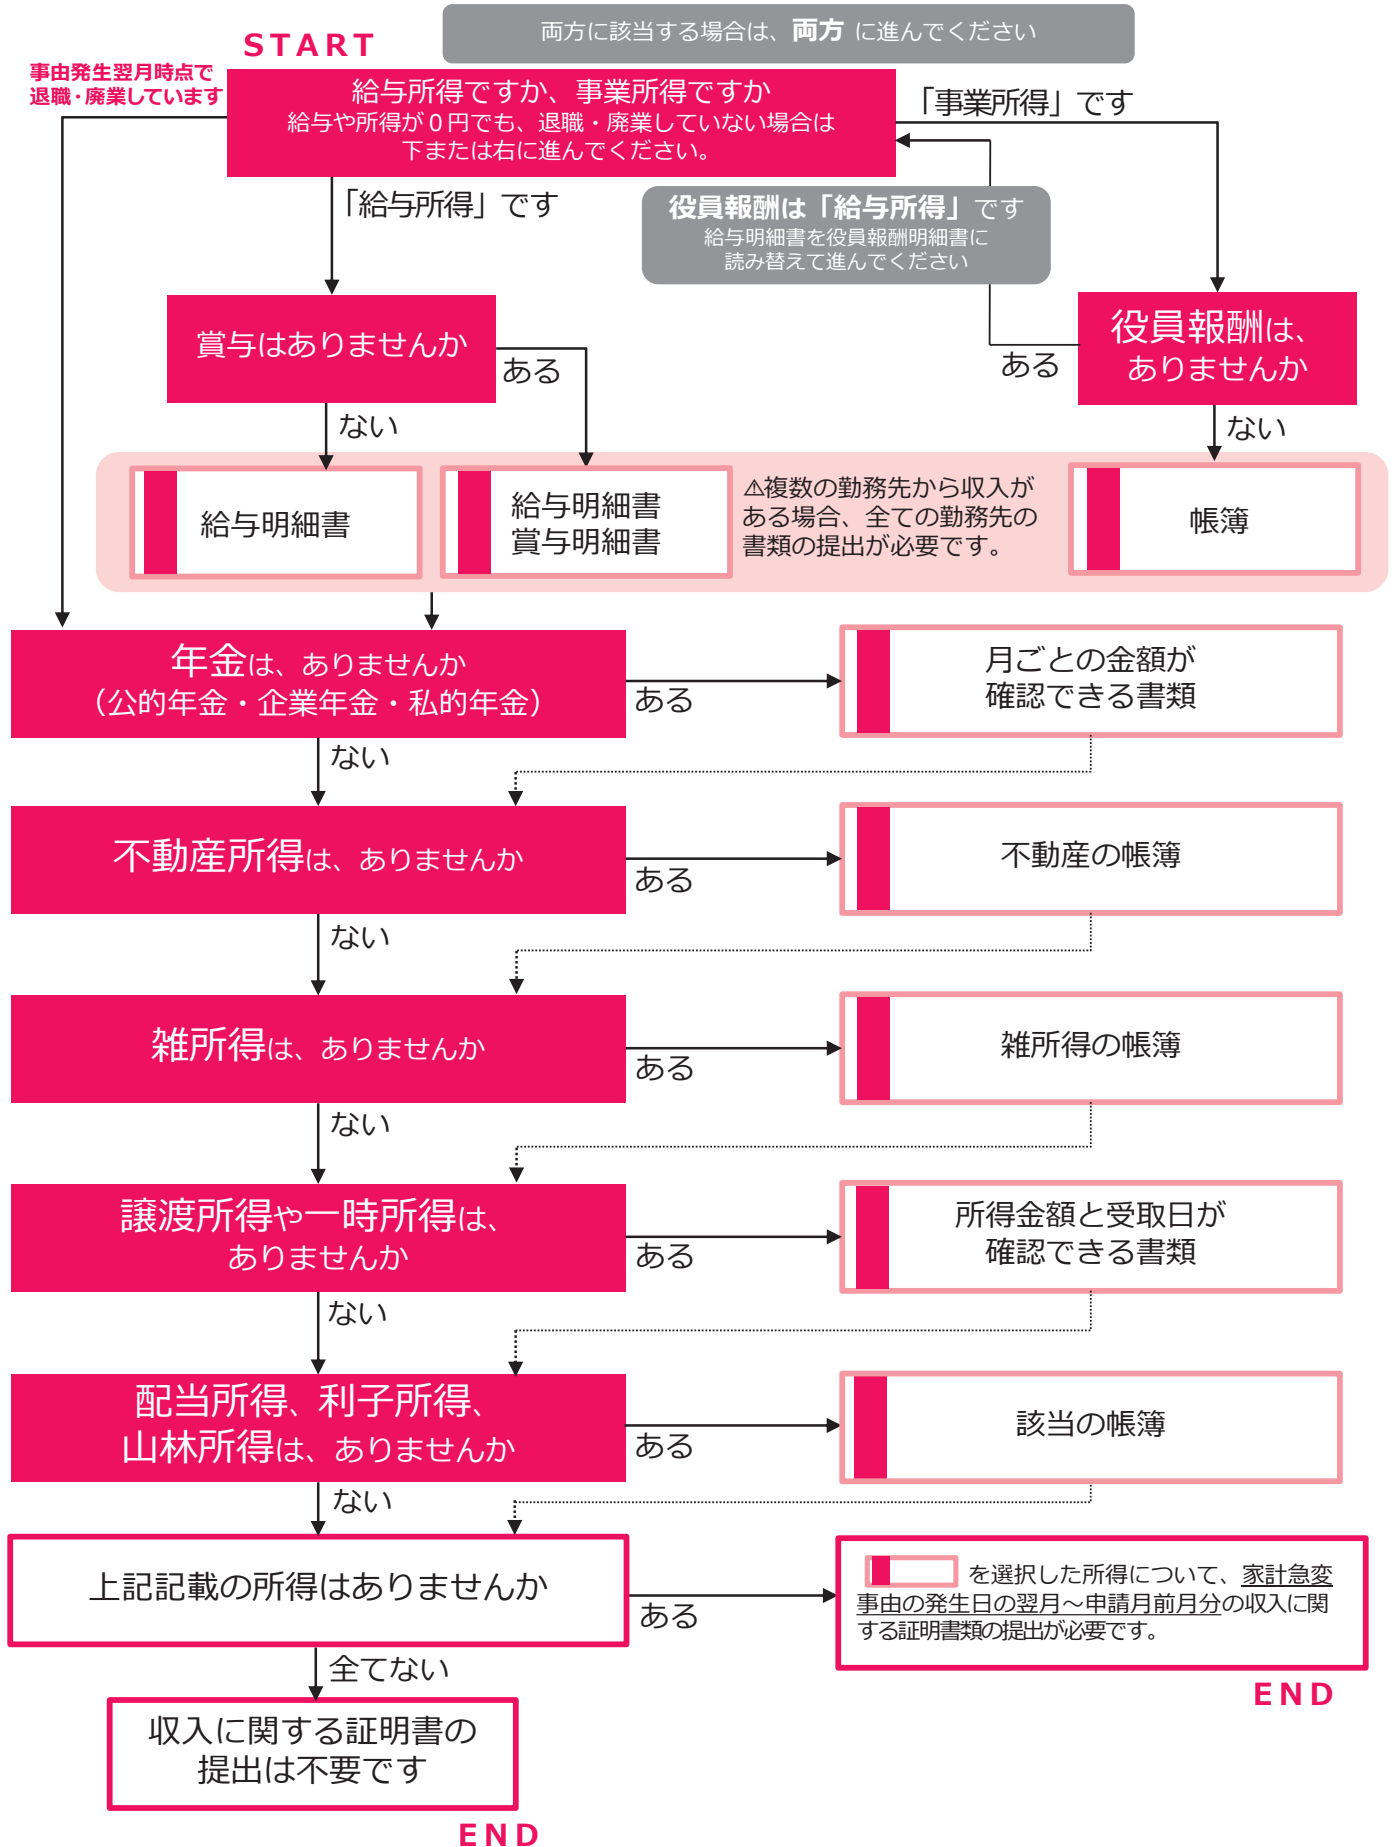 両方に該当する場合は、両方 に進んでください
START
事由発生翌月時点で
退職・廃業しています
給与所得ですか、事業所得ですか
給与や所得が０円でも、退職・廃業していない場合は
下または右に進んでください。
「事業所得」です
「給与所得」です
役員報酬は「給与所得」です
給与明細書を役員報酬明細書に
読み替えて進んでください
賞与はありませんか
ある
ない
役員報酬は、
ありませんか
ある
ない
給与明細書
給与明細書
賞与明細書
⚠複数の勤務先から収入が
ある場合、全ての勤務先の
書類の提出が必要です。
帳簿
年金は、ありませんか
（公的年金・企業年金・私的年金）
ある
月ごとの金額が
確認できる書類
ない
不動産所得は、ありませんか
ある
不動産の帳簿
ない
雑所得は、ありませんか
ある
雑所得の帳簿
ない
譲渡所得や一時所得は、
ありませんか
ある
所得金額と受取日が
確認できる書類
ない
配当所得、利子所得、
山林所得は、ありませんか
ある
該当の帳簿
ない
上記記載の所得はありませんか
ある
を選択した所得について、家計急変
事由の発生日の翌月～申請月前月分の収入に関
する証明書類の提出が必要です。
END
全てない
収入に関する証明書の
提出は不要です
END